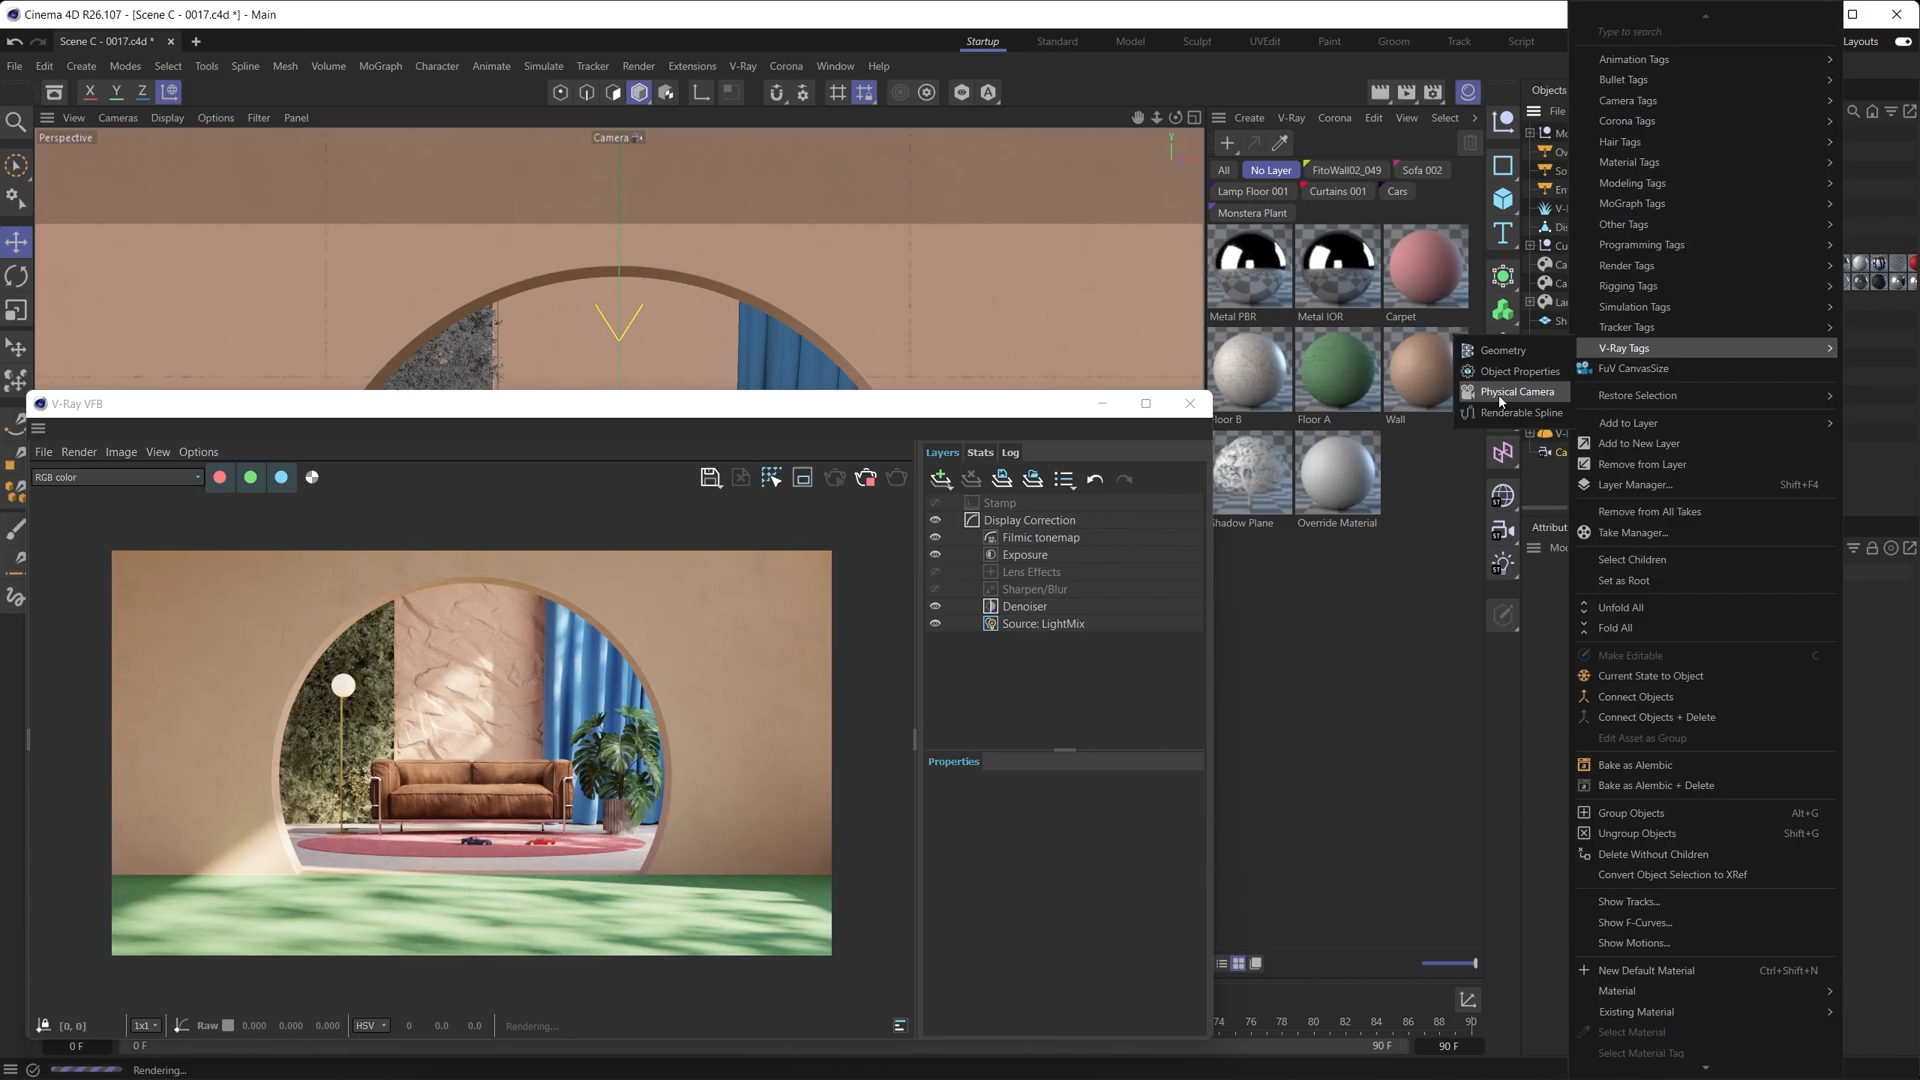 Cinema 4D R26.107 - [Scene C - 0017.c4d *] - Main
Scene C - 0017.c4d *
Startup
Standard
Model
Sculpt
UVEdit
Paint
Groom
Track
Script
Layouts
File Edit Create Modes Select Tools Spline Mesh Volume MoGraph Character Animate Simulate Tracker Render Extensions V-Ray Corona Window Help
X Y Z
View Cameras Display Options Filter Panel
Perspective
Camera
Y
Create V-Ray Corona Edit View Select
All No Layer FitoWall02_049 Sofa 002
Lamp Floor 001 Curtains 001 Cars
Monstera Plant
Metal PBR Metal IOR Carpet
Floor A Wall
Shadow Plane Override Material
Objects
File
Type to search
Animation Tags
Bullet Tags
Camera Tags
Corona Tags
Hair Tags
Material Tags
Modeling Tags
MoGraph Tags
Other Tags
Programming Tags
Render Tags
Rigging Tags
Simulation Tags
Tracker Tags
V-Ray Tags
FuV CanvasSize
Restore Selection
Add to Layer
Add to New Layer
Remove from Layer
Layer Manager... Shift+F4
Remove from All Takes
Take Manager...
Select Children
Set as Root
Unfold All
Fold All
Make Editable C
Current State to Object
Connect Objects
Connect Objects + Delete
Edit Asset as Group
Bake as Alembic
Bake as Alembic + Delete
Group Objects Alt+G
Ungroup Objects Shift+G
Delete Without Children
Convert Object Selection to XRef
Show Tracks...
Show F-Curves...
Show Motions...
New Default Material Ctrl+Shift+N
Material
Existing Material
Select Material
Select Material Tag
Geometry
Object Properties
Physical Camera
Renderable Spline
V-Ray VFB
File Render Image View Options
RGB color
Layers Stats Log
Stamp
Display Correction
Filmic tonemap
Exposure
Lens Effects
Sharpen/Blur
Denoiser
Source: LightMix
Properties
[0, 0] 1x1 Raw 0.000 0.000 0.000 HSV 0 0.0 0.0 Rendering...
74 76 78 80 82 84 86 88 90
0 F 0 F 90 F 90 F
Rendering...